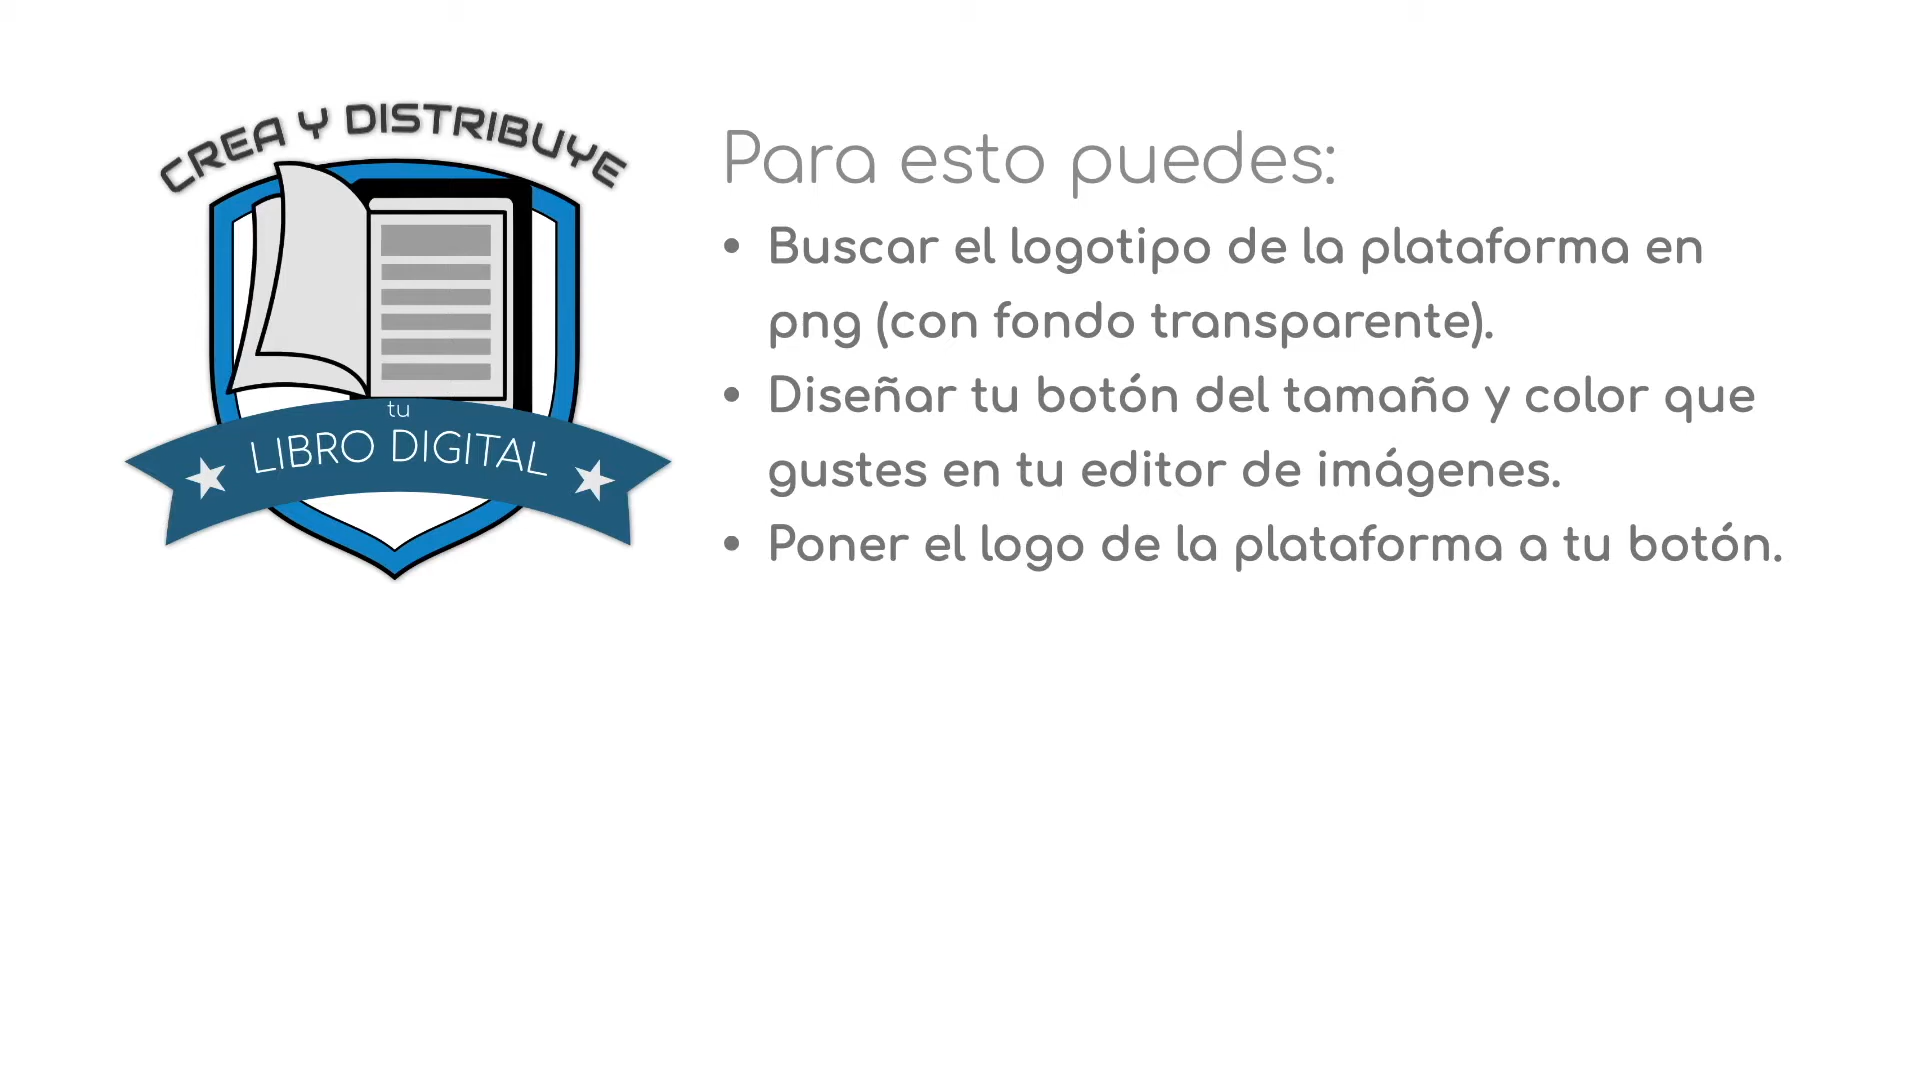 CREA Y DISTRIBUYE
tu
LIBRO DIGITAL
Para esto puedes:
• Buscar el logotipo de la plataforma en
png (con fondo transparente).
• Diseñar tu botón del tamaño y color que
gustes en tu editor de imágenes.
• Poner el logo de la plataforma a tu botón.